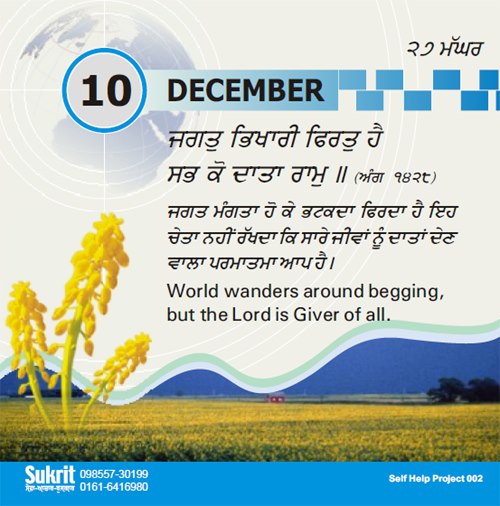 ੨੭ ਮੱਘਰ
10 DECEMBER
ਜਗਤੁ ਭਿਖਾਰੀ ਫਿਰਤੁ ਹੈ
ਸਭ ਕੋ ਦਾਤਾ ਰਾਮੁ ॥ (ਅੰਗ ੧੪੨੮)
ਜਗਤ ਮੰਗਤਾ ਹੋ ਕੇ ਭਟਕਦਾ ਫਿਰਦਾ ਹੈ ਇਹ
ਚੇਤਾ ਨਹੀਂ ਰੱਖਦਾ ਕਿ ਸਾਰੇ ਜੀਵਾਂ ਨੂੰ ਦਾਤਾਂ ਦੇਣ
ਵਾਲਾ ਪਰਮਾਤਮਾ ਆਪ ਹੈ।
World wanders around begging,
but the Lord is Giver of all.
Sukrit 098557-30199
0161-6416980
Self Help Project 002